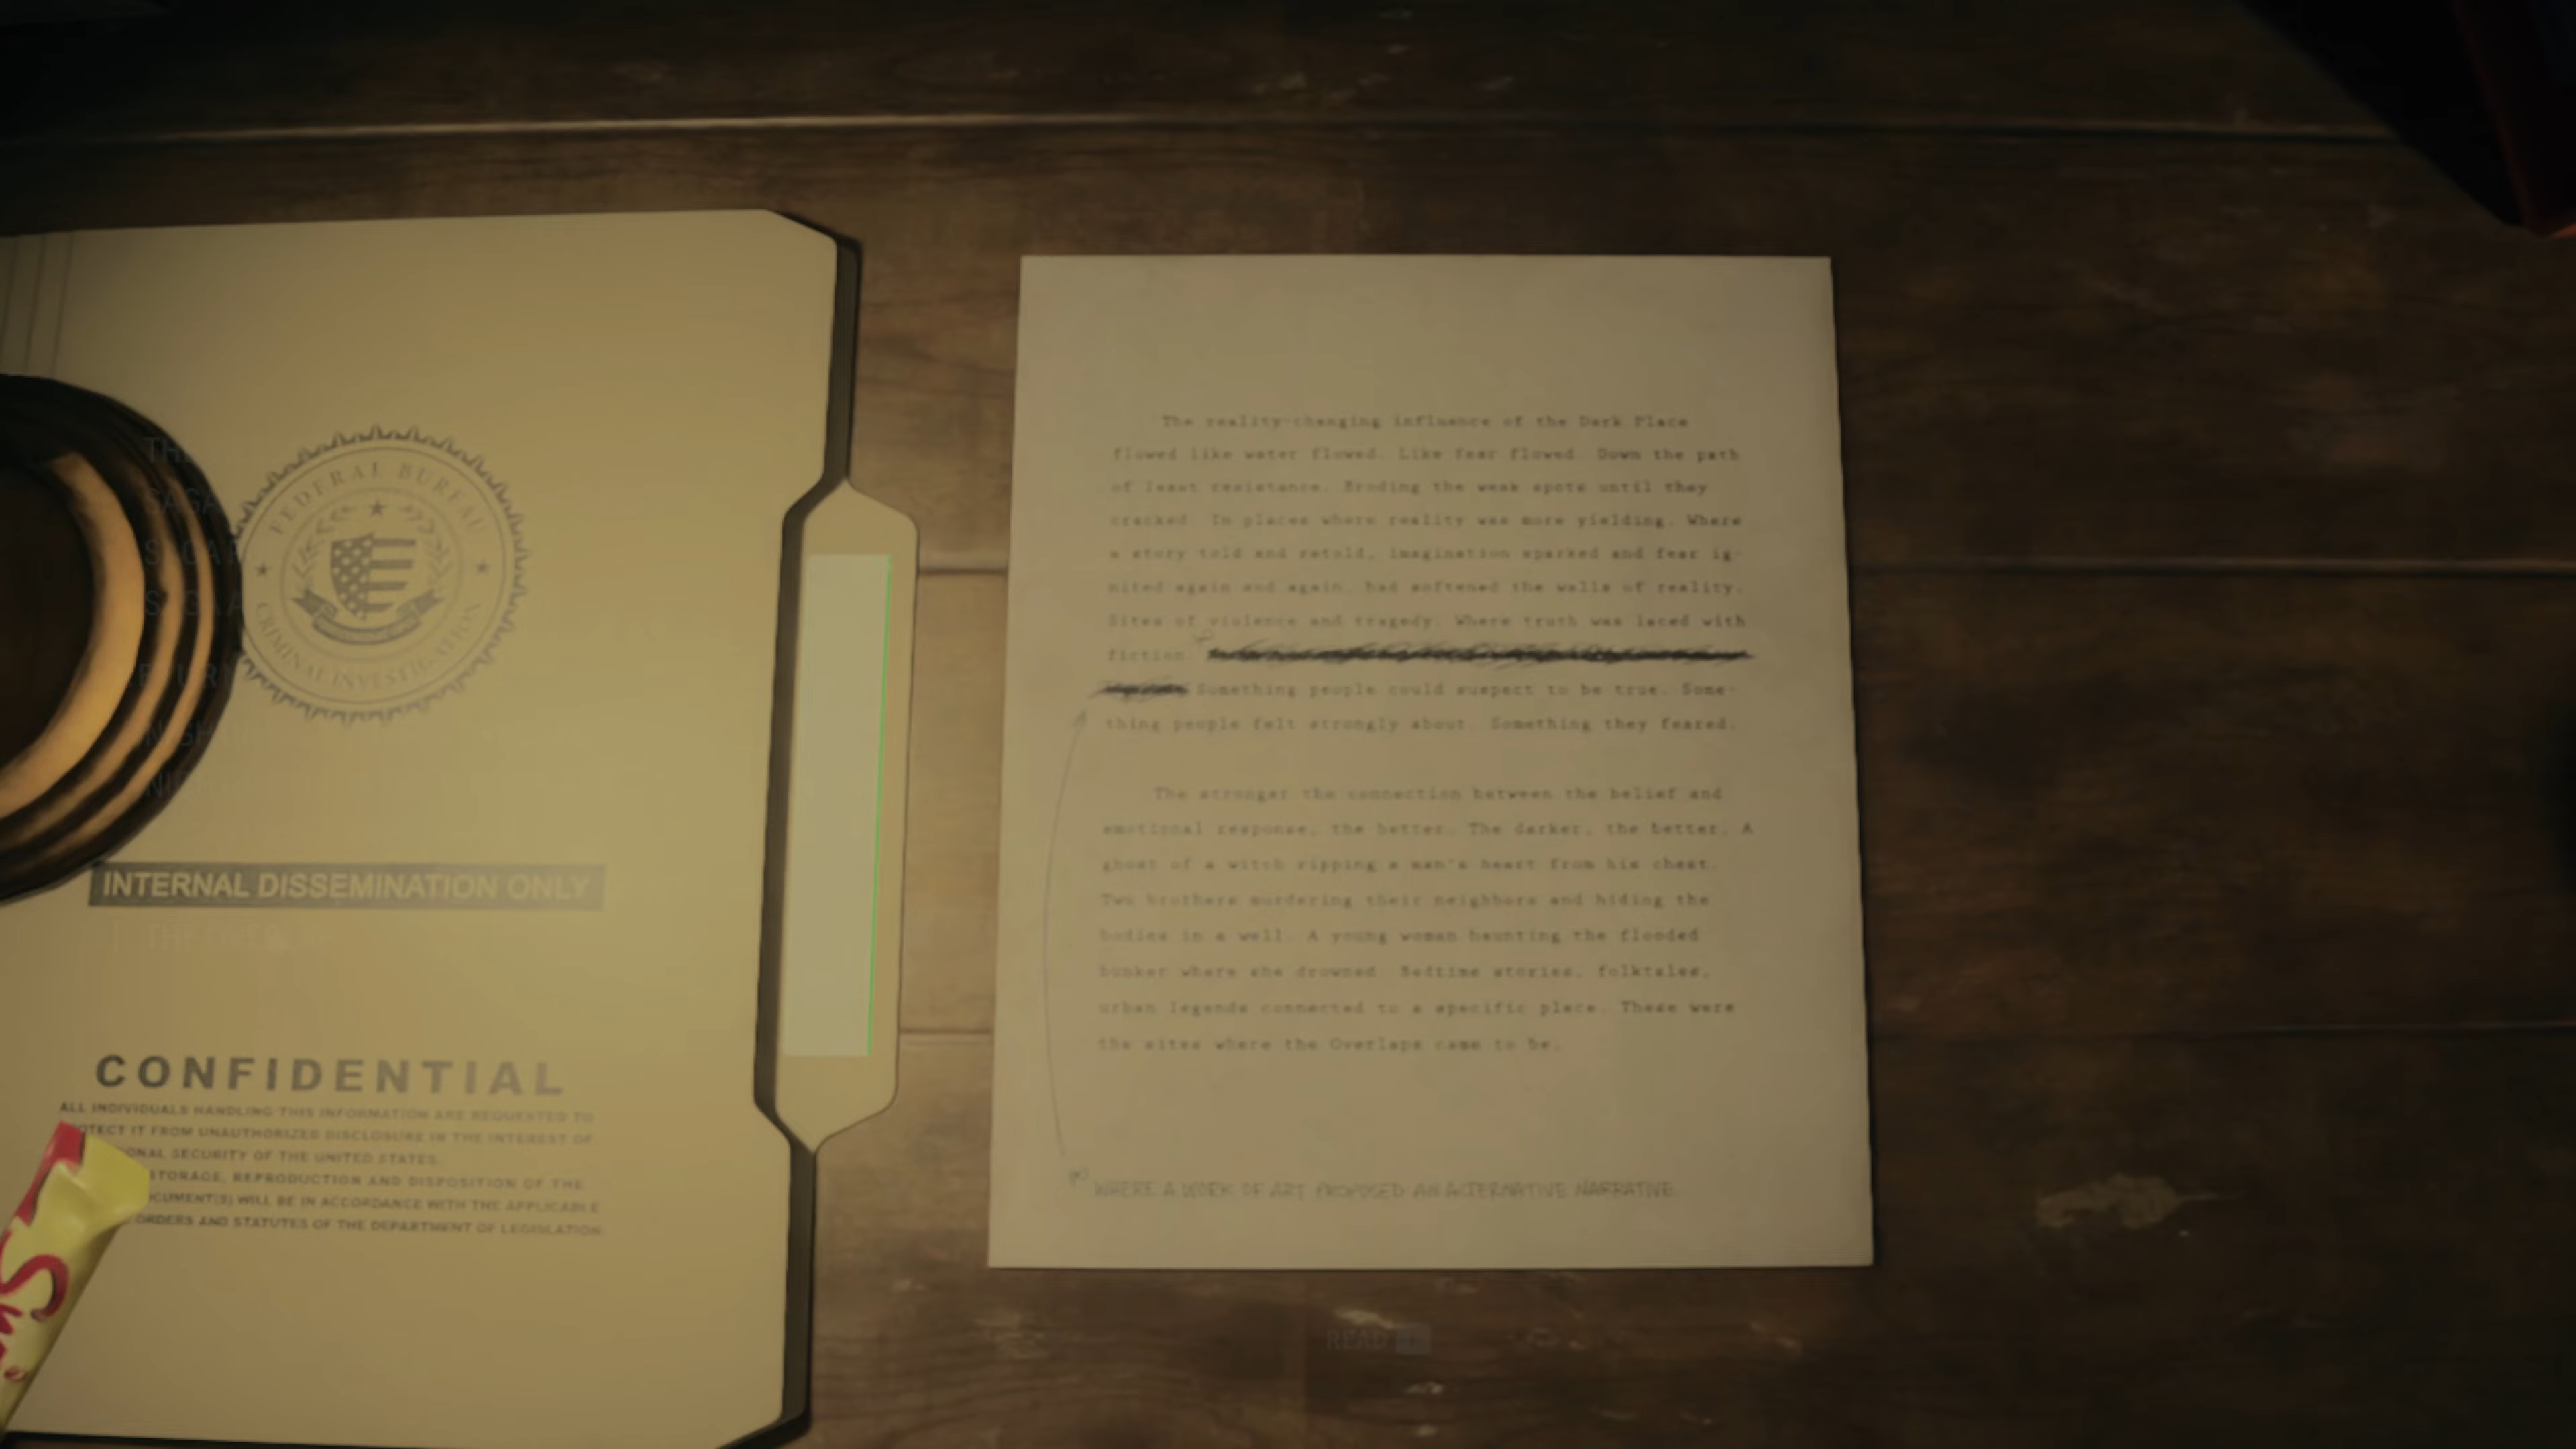 FEDERAL BUREAU
CRIMINAL INVESTIGATION
INTERNAL DISSEMINATION ONLY
CONFIDENTIAL
ALL INDIVIDUALS HANDLING THIS INFORMATION ARE REQUESTED TO
IT FROM UNAUTHORIZED DISCLOSURE IN THE INTEREST OF
SECURITY OF THE UNITED STATES.
STORAGE, REPRODUCTION AND DISPOSITION OF THE
WILL BE IN ACCORDANCE WITH THE APPLICABLE
ORDERS AND STATUTES OF THE DEPARTMENT OF LEGISLATION.
The reality-changing influence of the Dark Place
flowed like water flowed. Like fear flowed. Down the path
of least resistance. Eroding the weak spots until they
cracked. In places where reality was more yielding. Where
a story told and retold, imagination sparked and fear ig-
nited again and again, had softened the walls of reality.
Sites of violence and tragedy. Where truth was laced with
fiction
Something people could suspect to be true. Some-
thing people felt strongly about. Something they feared.
The stronger the connection between the belief and
emotional response, the better. The darker, the better. A
ghost of a witch ripping a man's heart from his chest.
Two brothers murdering their neighbors and hiding the
bodies in a well. A young woman haunting the flooded
bunker where she drowned. Bedtime stories, folktales,
urban legends connected to a specific place. These were
the sites where the Overlaps came to be.
WHERE A WORK OF ART PROPOSED AN ALTERNATIVE NARRATIVE
READ